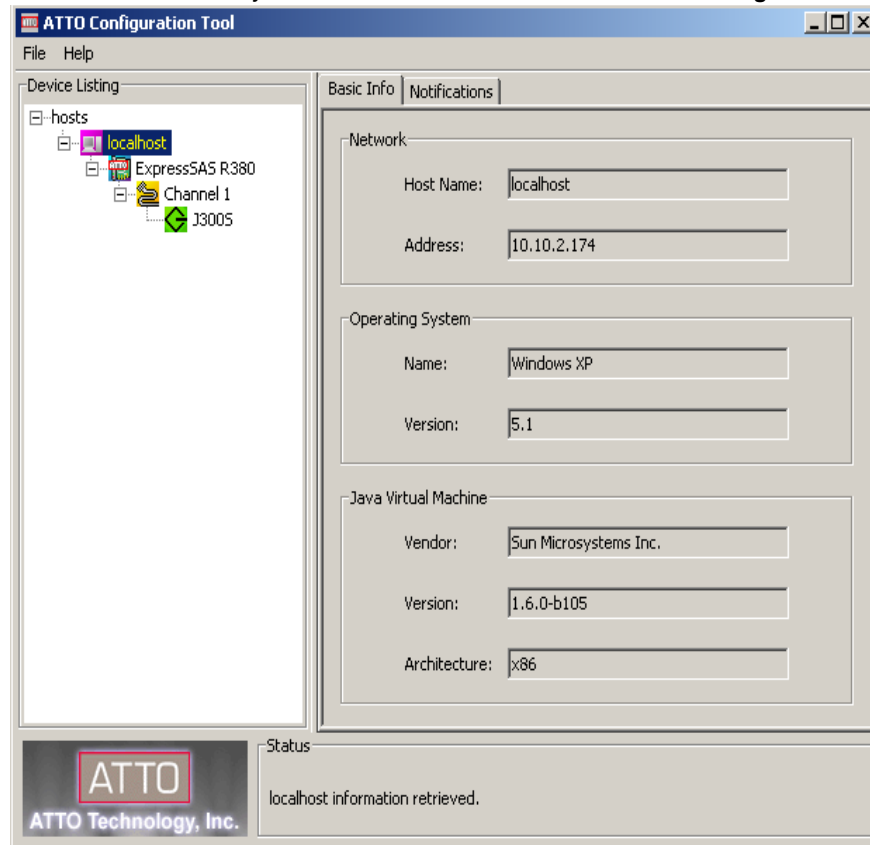 ATTO Configuration Tool
File Help
Device Listing
hosts
localhost
ExpressSAS R380
Channel 1
J300S
Basic Info Notifications
Network
Host Name: localhost
Address: 10.10.2.174
Operating System
Name: Windows XP
Version: 5.1
Java Virtual Machine
Vendor: Sun Microsystems Inc.
Version: 1.6.0-b105
Architecture: x86
ATTO
ATTO Technology, Inc.
Status
localhost information retrieved.